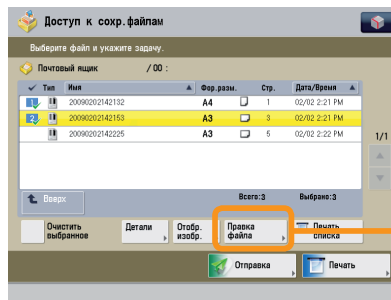 Доступ к сохр.файлам
Выберите файл и укажите задачу.
Почтовый ящик / 00 :
Тип Имя Фор.разм. Стр. Дата/Время
1 20090202142132 A4 1 02/02 2:21 PM
2 20090202142153 A3 3 02/02 2:21 PM
20090202142225 A3 5 02/02 2:22 PM
1/1
Вверх Всего:3 Выбрано:3
Очистить выбранное
Детали
Отобр. изобр.
Правка файла
Печать списка
Отправка
Печать